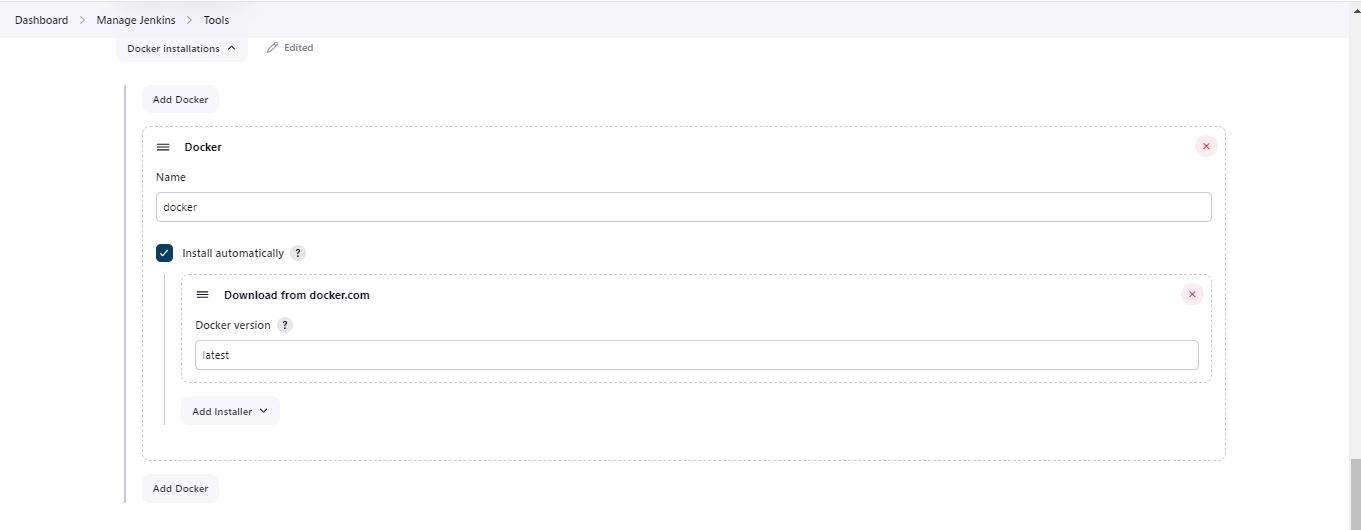 Dashboard > Manage Jenkins > Tools
Docker installations Edited
Add Docker
Docker
Name
docker
Install automatically ?
Download from docker.com
Docker version ?
latest
Add Installer
Add Docker